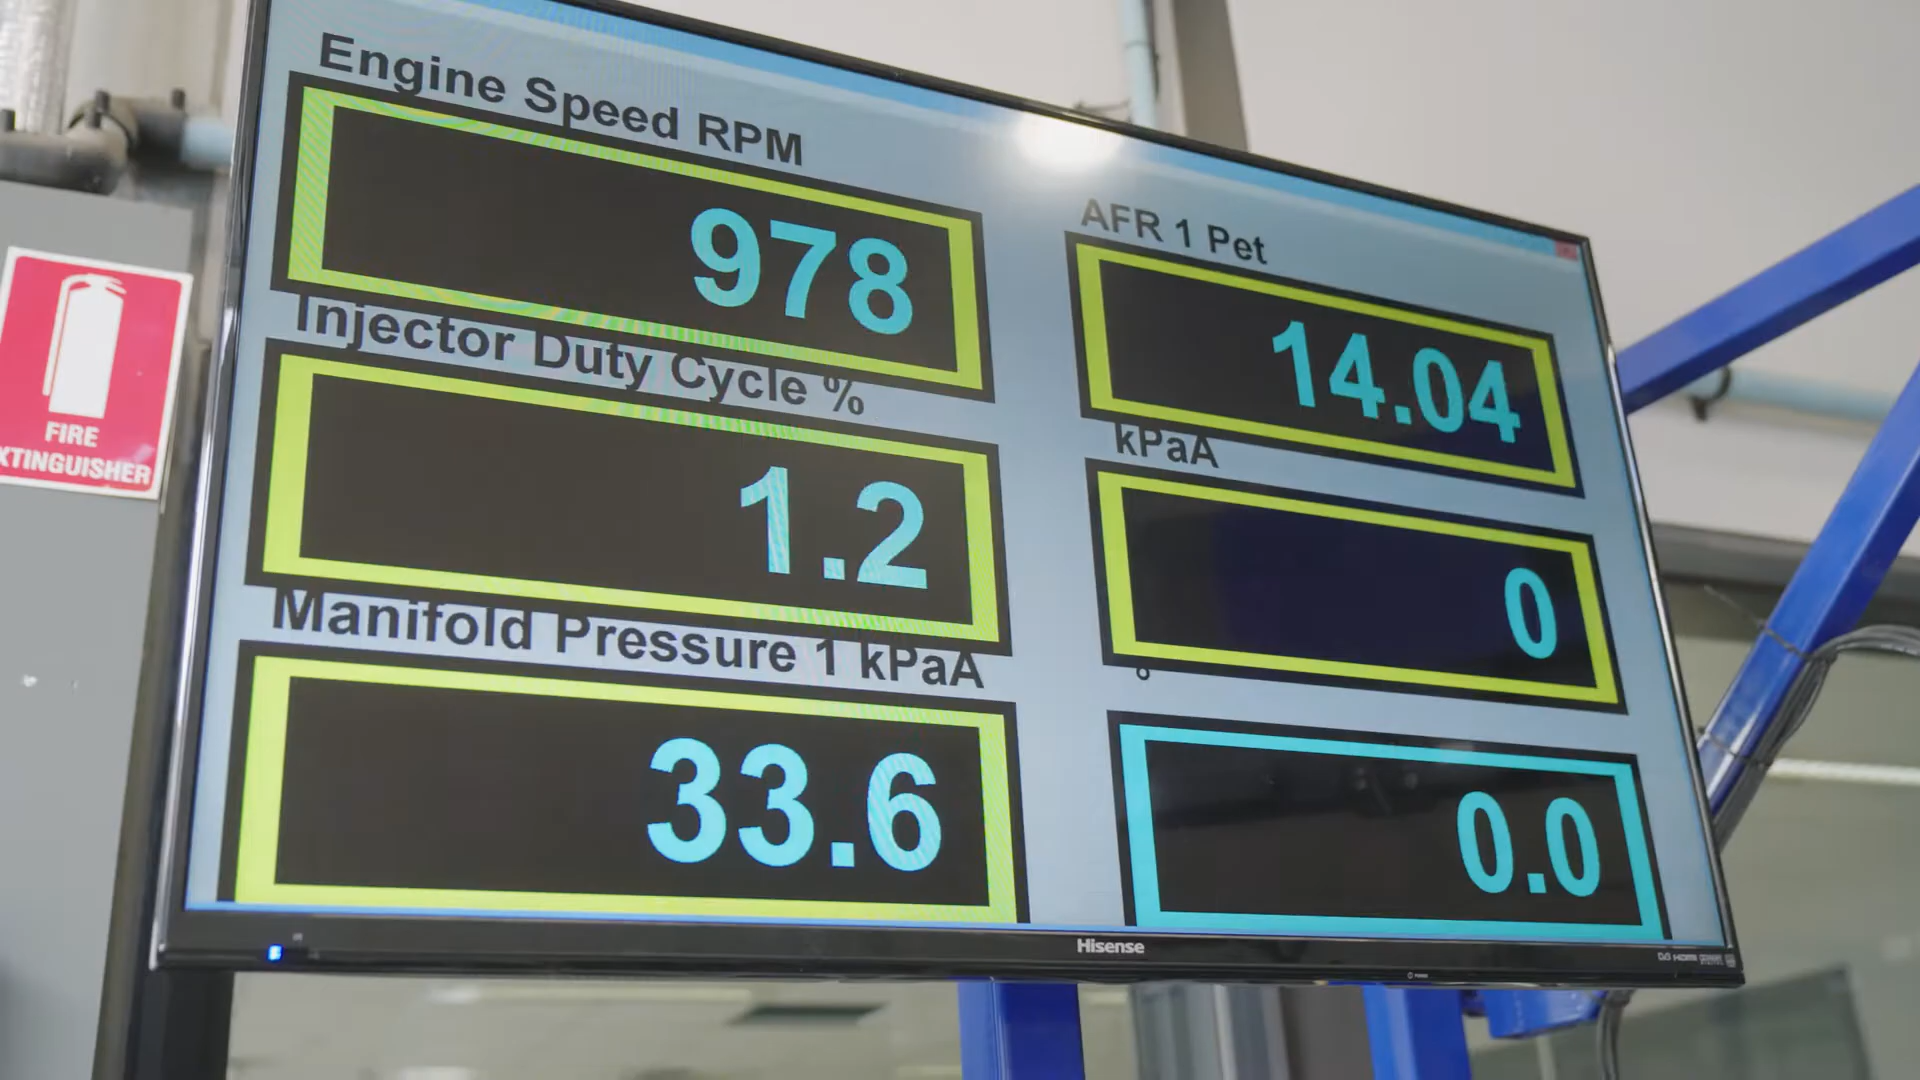 Engine Speed RPM
978
Injector Duty Cycle %
1.2
Manifold Pressure 1 kPaA
33.6
AFR 1 Pet
14.04
kPaA
0
°
0.0
Hisense
FIRE
XTINGUISHER